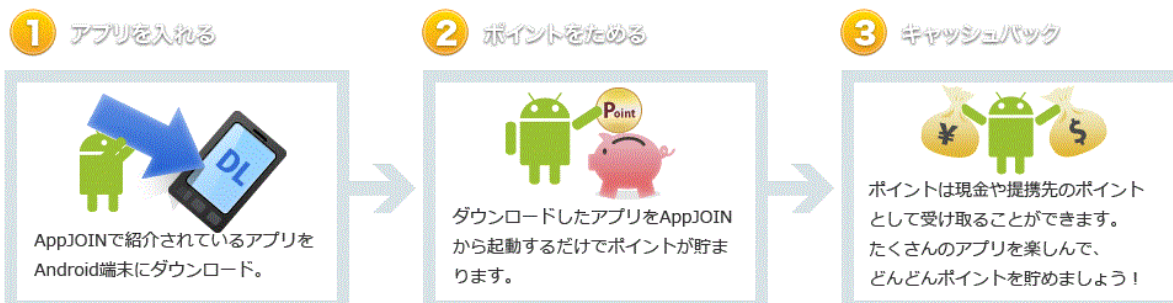 1 アプリを入れる
DL
AppJOINで紹介されているアプリを
Android端末にダウンロード。
2 ポイントをためる
Point
ダウンロードしたアプリをAppJOIN
から起動するだけでポイントが貯ま
ります。
3 キャッシュバック
¥ $
ポイントは現金や提携先のポイント
として受け取ることができます。
たくさんのアプリを楽しんで、
どんどんポイントを貯めましょう！